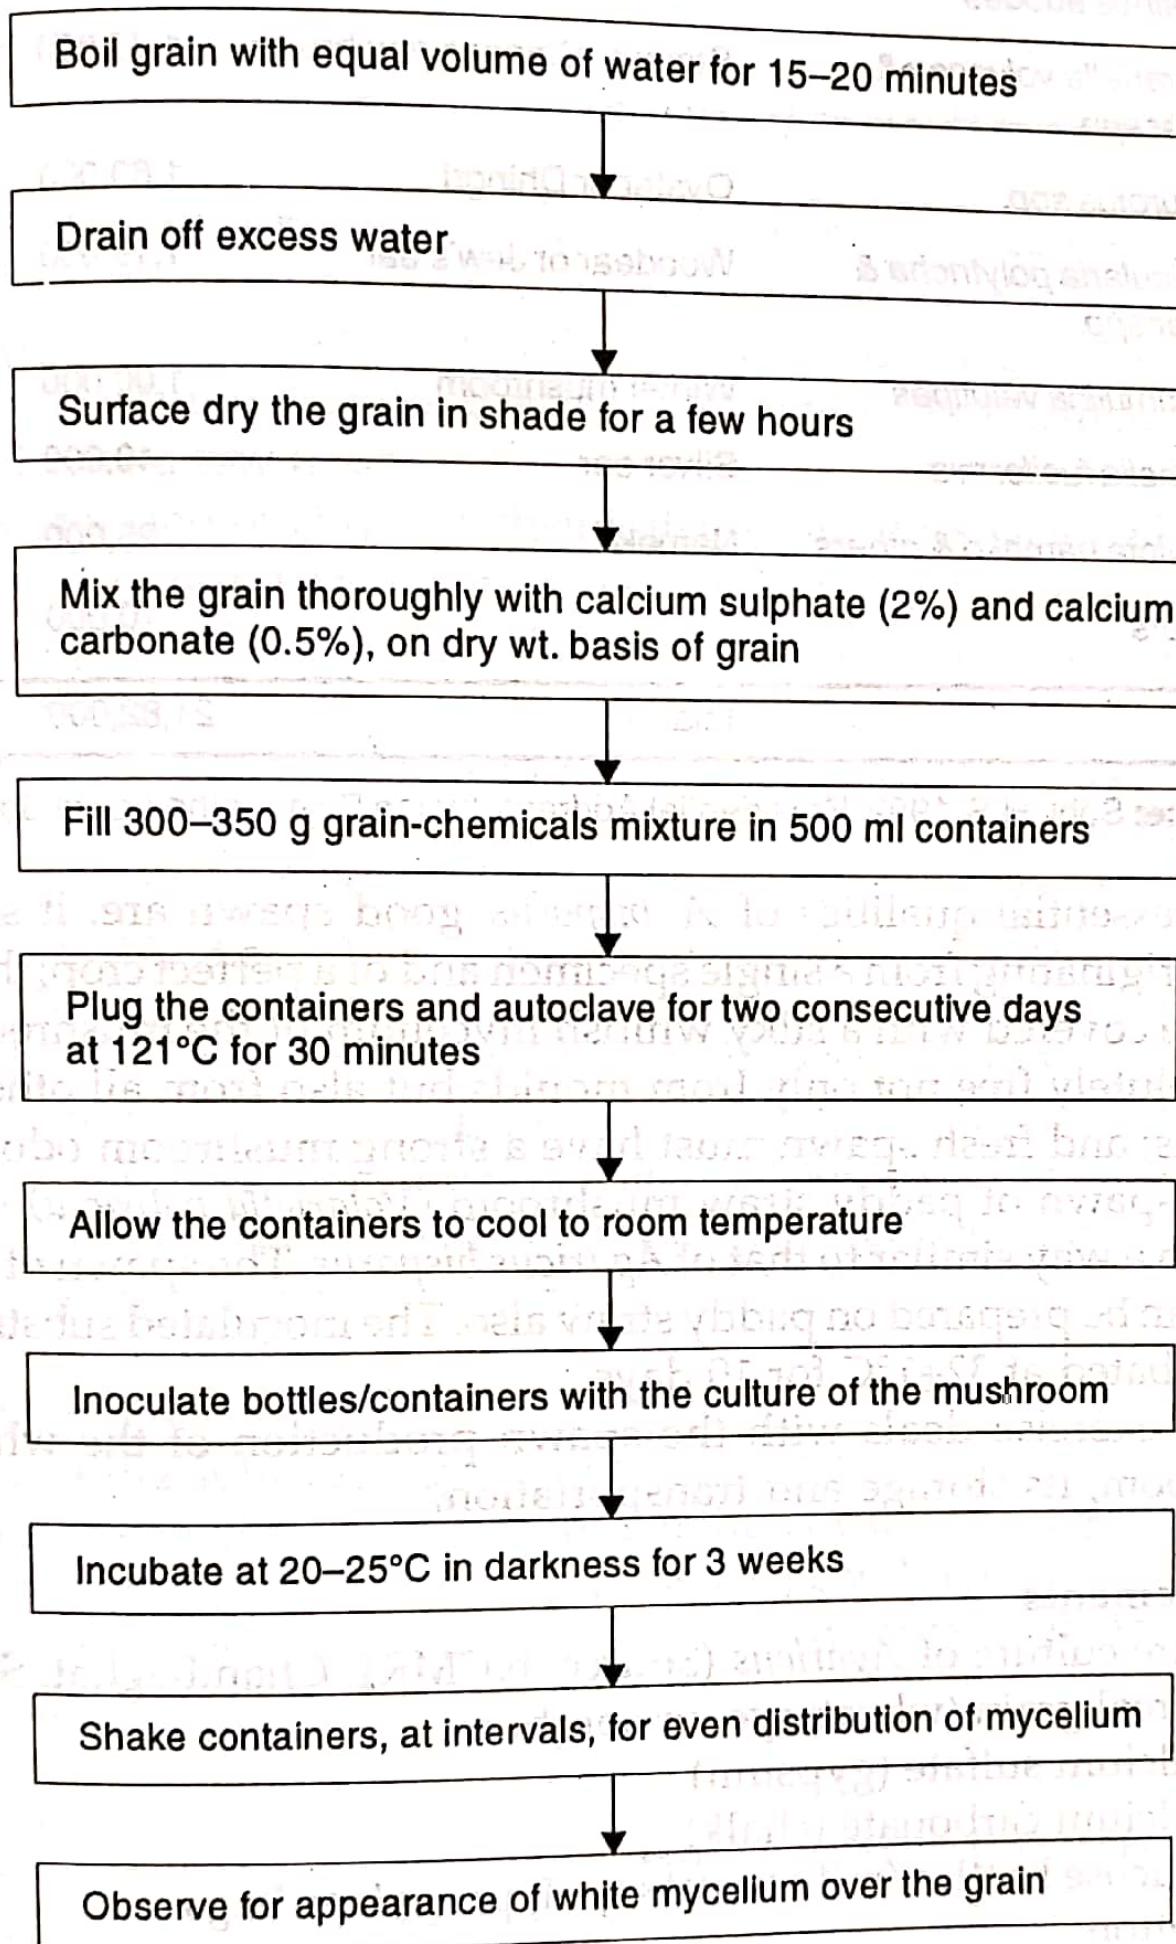 Boil grain with equal volume of water for 15–20 minutes
Drain off excess water
Surface dry the grain in shade for a few hours
Mix the grain thoroughly with calcium sulphate (2%) and calcium
carbonate (0.5%), on dry wt. basis of grain
Fill 300–350 g grain-chemicals mixture in 500 ml containers
Plug the containers and autoclave for two consecutive days
at 121°C for 30 minutes
Allow the containers to cool to room temperature
Inoculate bottles/containers with the culture of the mushroom
Incubate at 20–25°C in darkness for 3 weeks
Shake containers, at intervals, for even distribution of mycelium
Observe for appearance of white mycelium over the grain